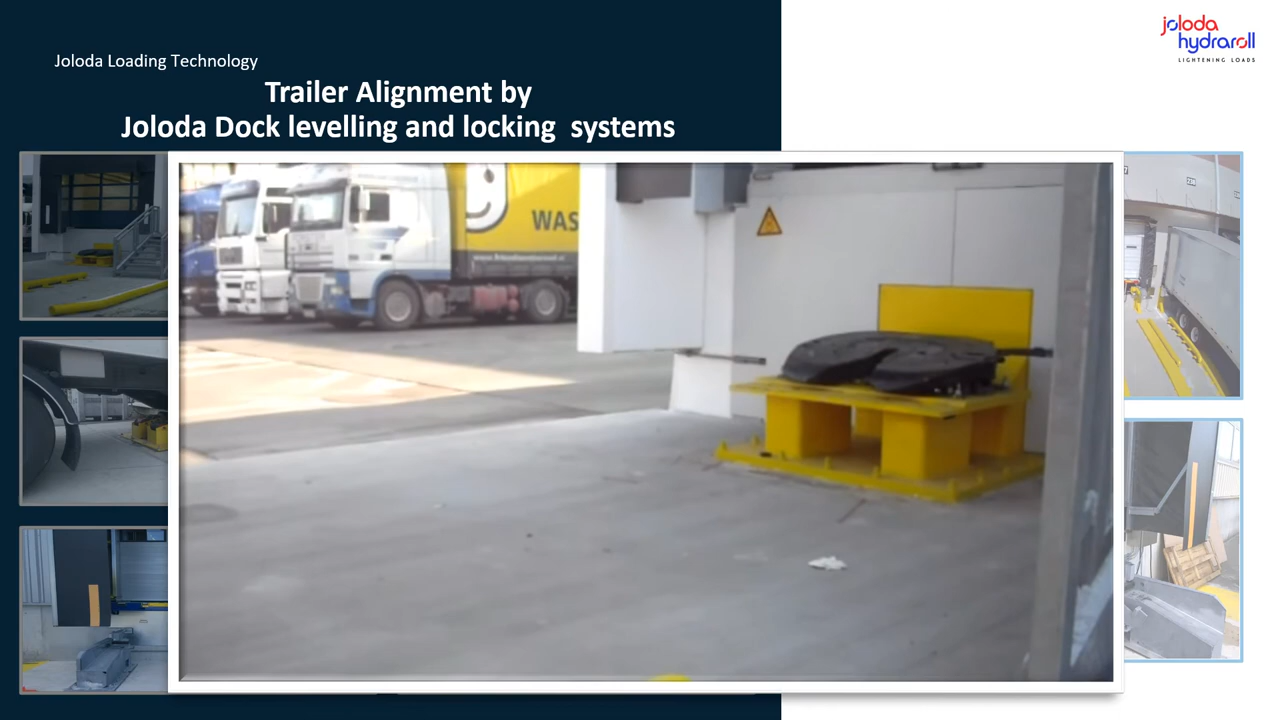 Joloda Loading Technology
Trailer Alignment by
Joloda Dock levelling and locking  systems
joloda
hydraroll
LIGHTENING LOADS
WAS